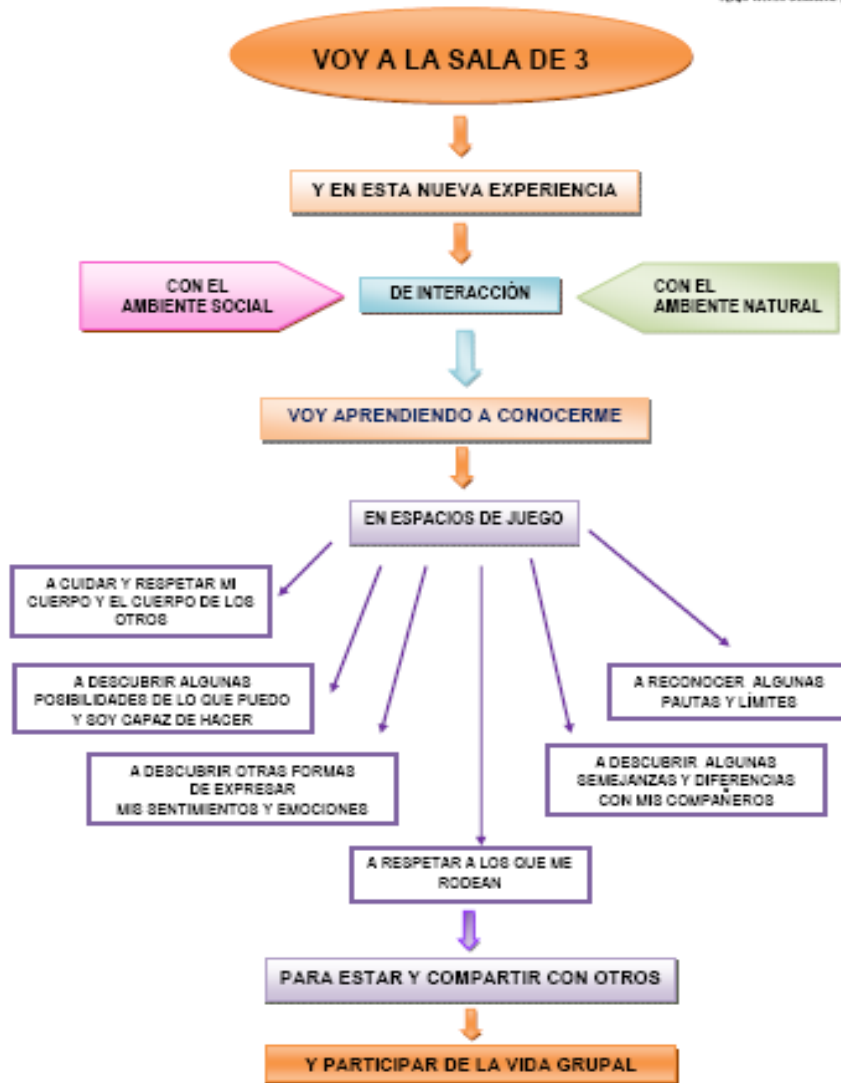 VOY A LA SALA DE 3
Y EN ESTA NUEVA EXPERIENCIA
CON EL
AMBIENTE SOCIAL
DE INTERACCIÓN
CON EL
AMBIENTE NATURAL
VOY APRENDIENDO A CONOCERME
EN ESPACIOS DE JUEGO
A CUIDAR Y RESPETAR MI
CUERPO Y EL CUERPO DE LOS
OTROS
A DESCUBRIR ALGUNAS
POSIBILIDADES DE LO QUE PUEDO
Y SOY CAPAZ DE HACER
A RECONOCER ALGUNAS
PAUTAS Y LÍMITES
A DESCUBRIR OTRAS FORMAS
DE EXPRESAR
MIS SENTIMIENTOS Y EMOCIONES
A DESCUBRIR ALGUNAS
SEMEJANZAS Y DIFERENCIAS
CON MIS COMPAÑEROS
A RESPETAR A LOS QUE ME
RODEAN
PARA ESTAR Y COMPARTIR CON OTROS
Y PARTICIPAR DE LA VIDA GRUPAL